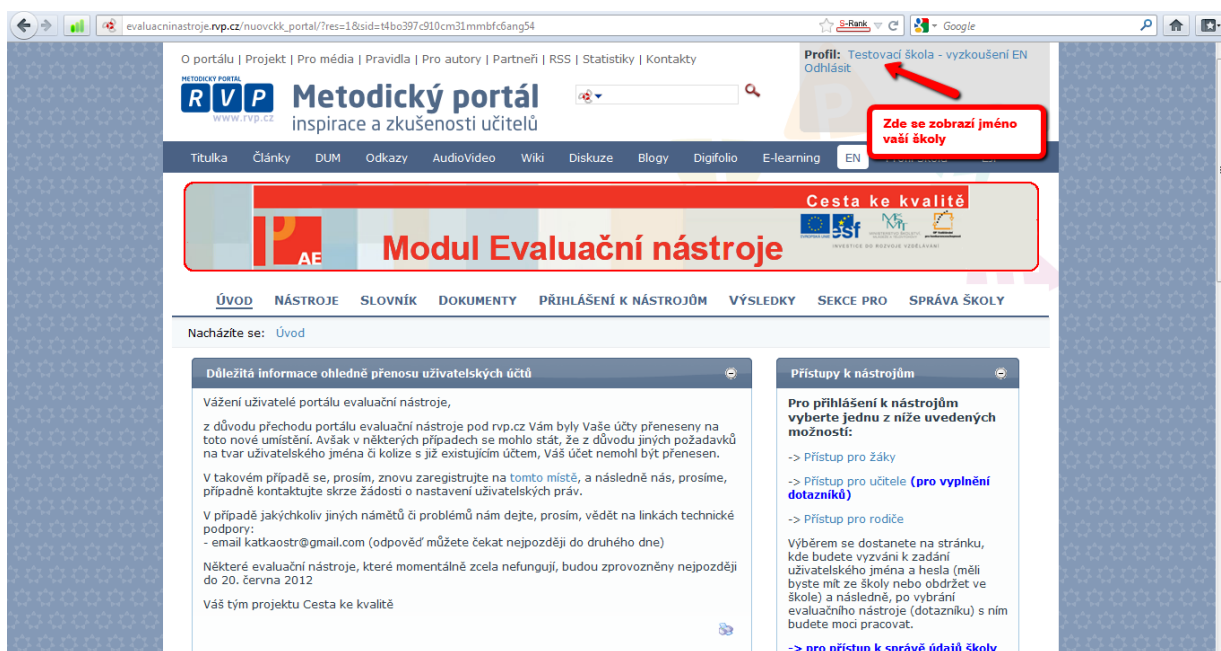 evaluacninastroje.rvp.cz/nuovckk_portal/?res=1&sid=t4bo397c910cm31mmbfc6ang54
S-Rank
Google
O portálu | Projekt | Pro média | Pravidla | Pro autory | Partneři | RSS | Statistiky | Kontakty
Profil: Testovací škola - vyzkoušení EN
Odhlásit
METODICKÝ PORTÁL
RVP
www.rvp.cz
Metodický portál
inspirace a zkušenosti učitelů
Zde se zobrazí jméno
vaší školy
Titulka Články DUM Odkazy AudioVideo Wiki Diskuze Blogy Digifolio E-learning EN
Cesta ke kvalitě
AE
Modul Evaluační nástroje
esf
INVESTICE DO ROZVOJE VZDĚLÁVÁNÍ
ÚVOD NÁSTROJE SLOVNÍK DOKUMENTY PŘIHLÁŠENÍ K NÁSTROJŮM VÝSLEDKY SEKCE PRO SPRÁVA ŠKOLY
Nacházíte se: Úvod
Důležitá informace ohledně přenosu uživatelských účtů
Vážení uživatelé portálu evaluační nástroje,
z důvodu přechodu portálu evaluační nástroje pod rvp.cz Vám byly Vaše účty přeneseny na
toto nové umístění. Avšak v některých případech se mohlo stát, že z důvodu jiných požadavků
na tvar uživatelského jména či kolize s již existujícím účtem, Váš účet nemohl být přenesen.
V takovém případě se, prosím, znovu zaregistrujte na tomto místě, a následně nás, prosíme,
případně kontaktujte skrze žádosti o nastavení uživatelských práv.
V případě jakýchkoliv jiných námětů či problémů nám dejte, prosím, vědět na linkách technické
podpory:
- email katkaostr@gmail.com (odpověď můžete čekat nejpozději do druhého dne)
Některé evaluační nástroje, které momentálně zcela nefungují, budou zprovozněny nejpozději
do 20. června 2012
Váš tým projektu Cesta ke kvalitě
Přístupy k nástrojům
Pro přihlášení k nástrojům
vyberte jednu z níže uvedených
možností:
-> Přístup pro žáky
-> Přístup pro učitele (pro vyplnění
dotazníků)
-> Přístup pro rodiče
Výběrem se dostanete na stránku,
kde budete vyzváni k zadání
uživatelského jména a hesla (měli
byste mít ze školy nebo obdržet ve
škole) a následně, po vybrání
evaluačního nástroje (dotazníku) s ním
budete moci pracovat.
-> pro přístup k správě údajů školy